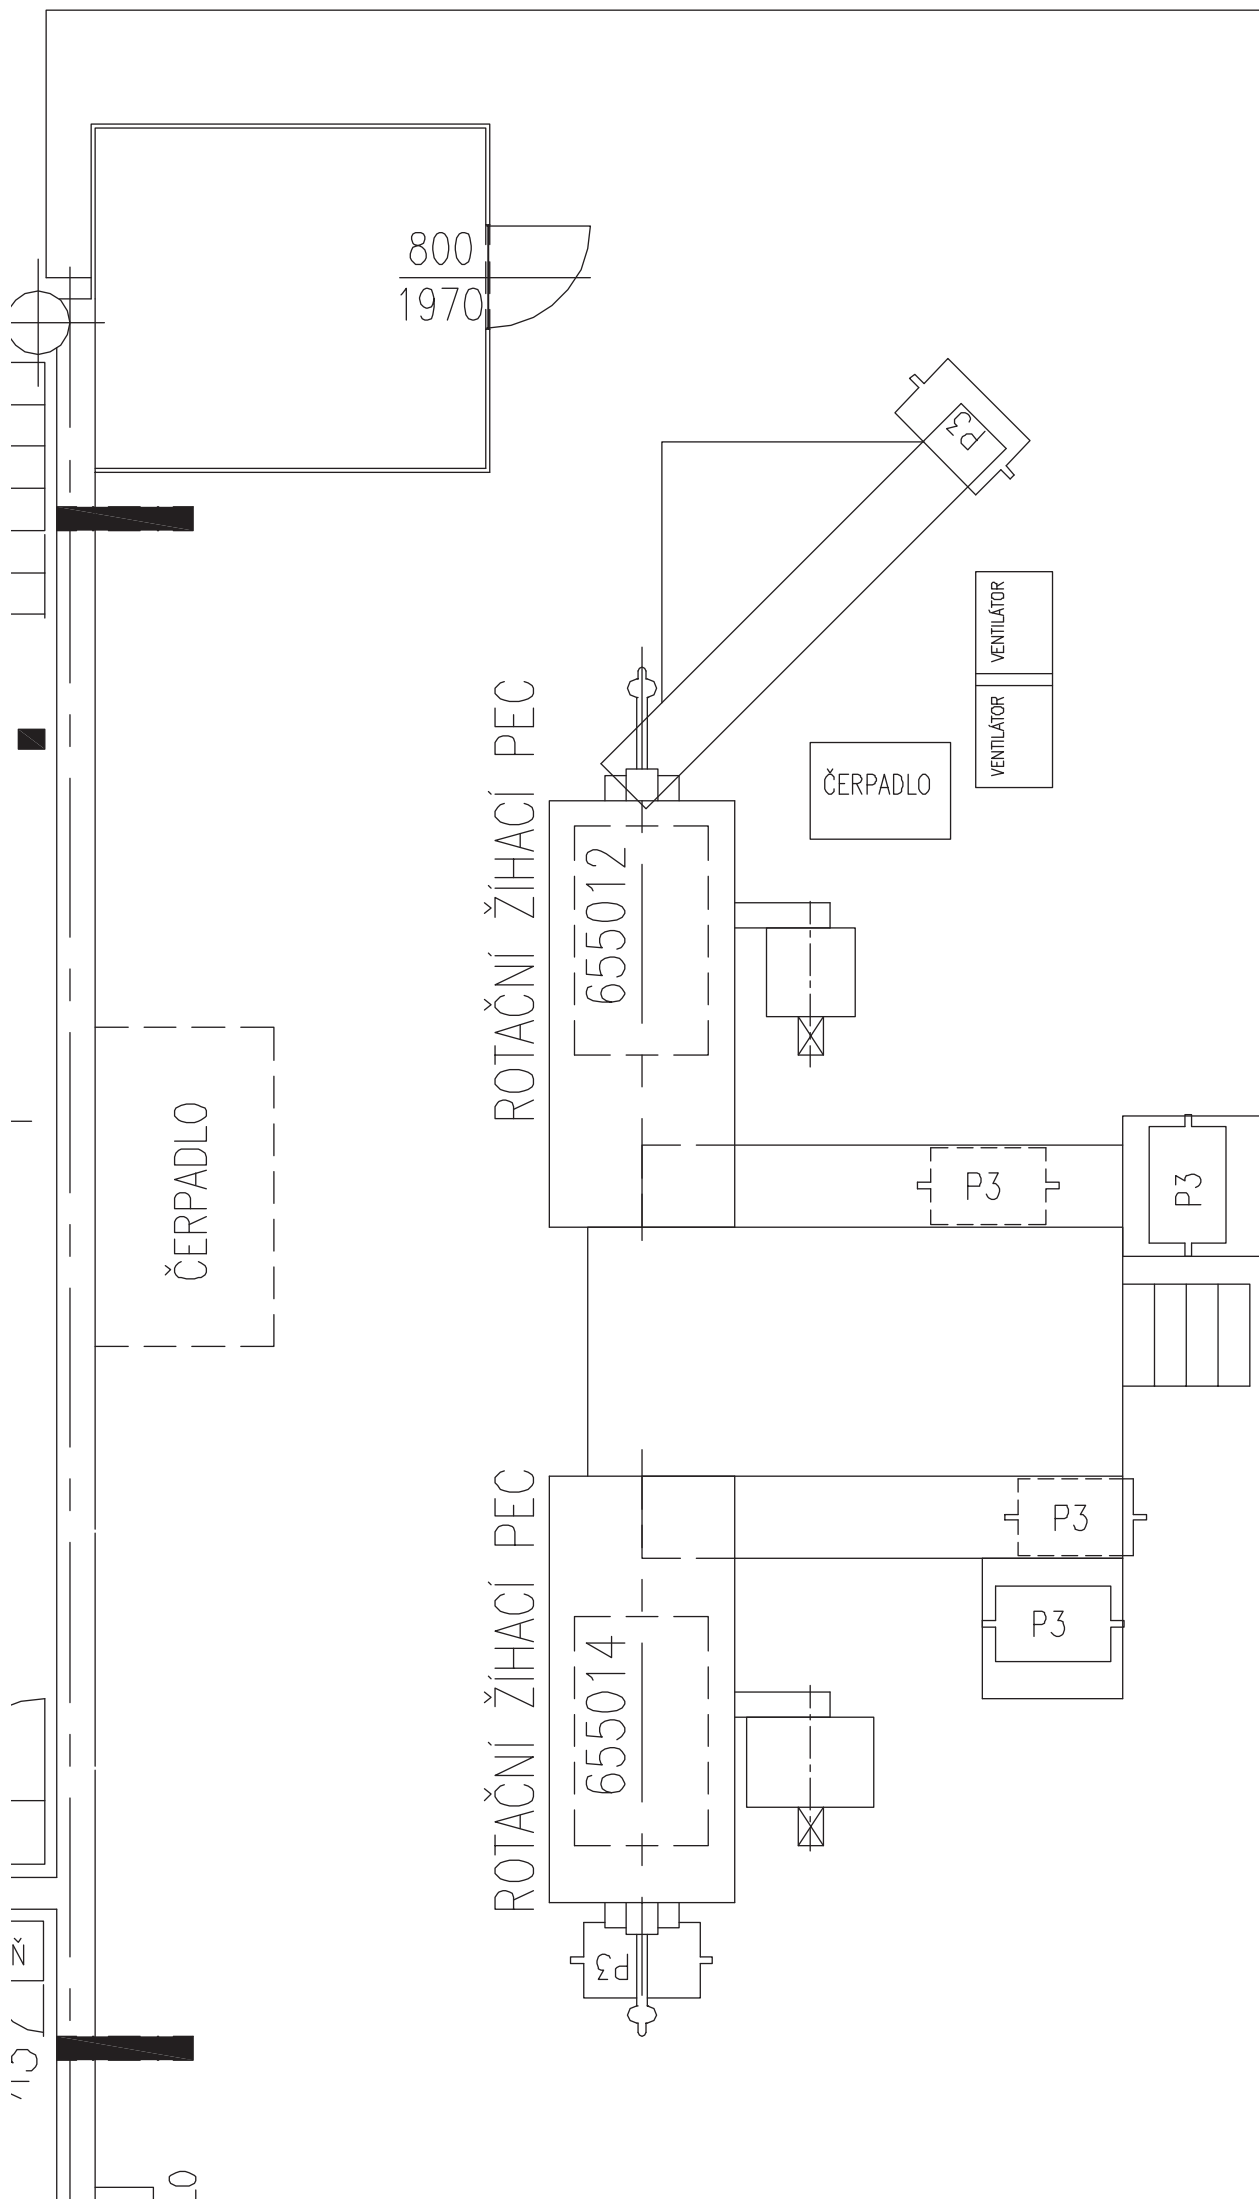 800
1970
P3
VENTILÁTOR
VENTILÁTOR
ČERPADLO
ROTAČNÍ ŽÍHACÍ PEC
655012
ČERPADLO
P3
P3
P3
P3
ROTAČNÍ ŽÍHACÍ PEC
655014
P3